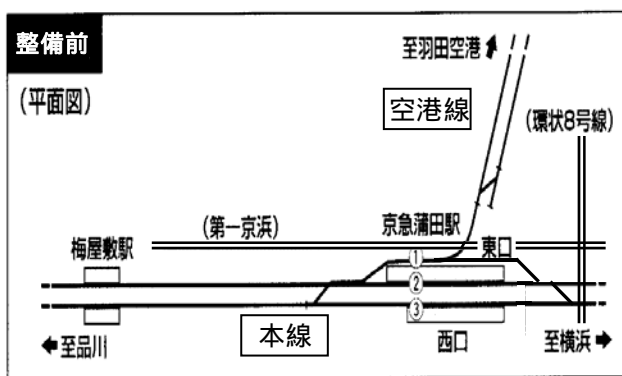 整備前
(平面図)
至羽田空港
空港線
(環状8号線)
(第一京浜)
京急蒲田駅
梅屋敷駅
東口
①
②
③
本線
至品川
西口
至横浜